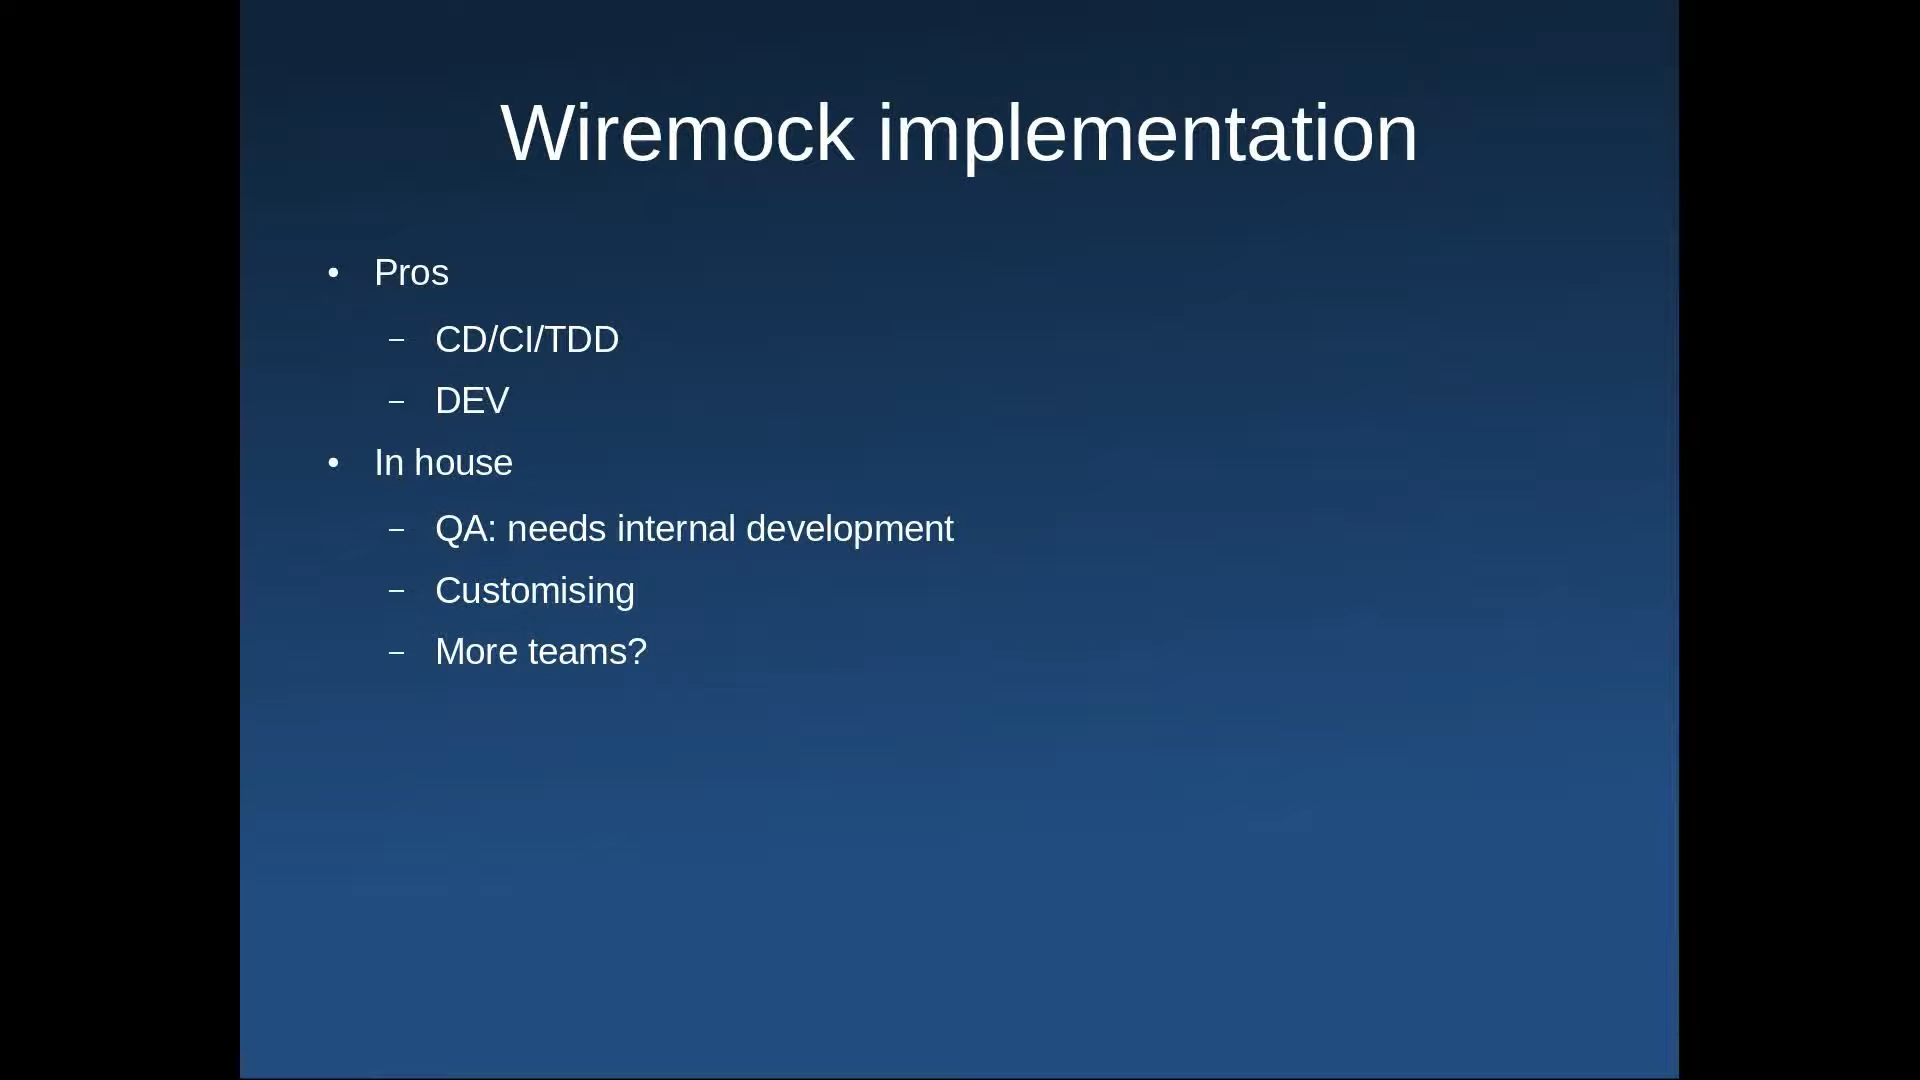 Wiremock implementation
• Pros
– CD/CI/TDD
– DEV
• In house
– QA: needs internal development
– Customising
– More teams?